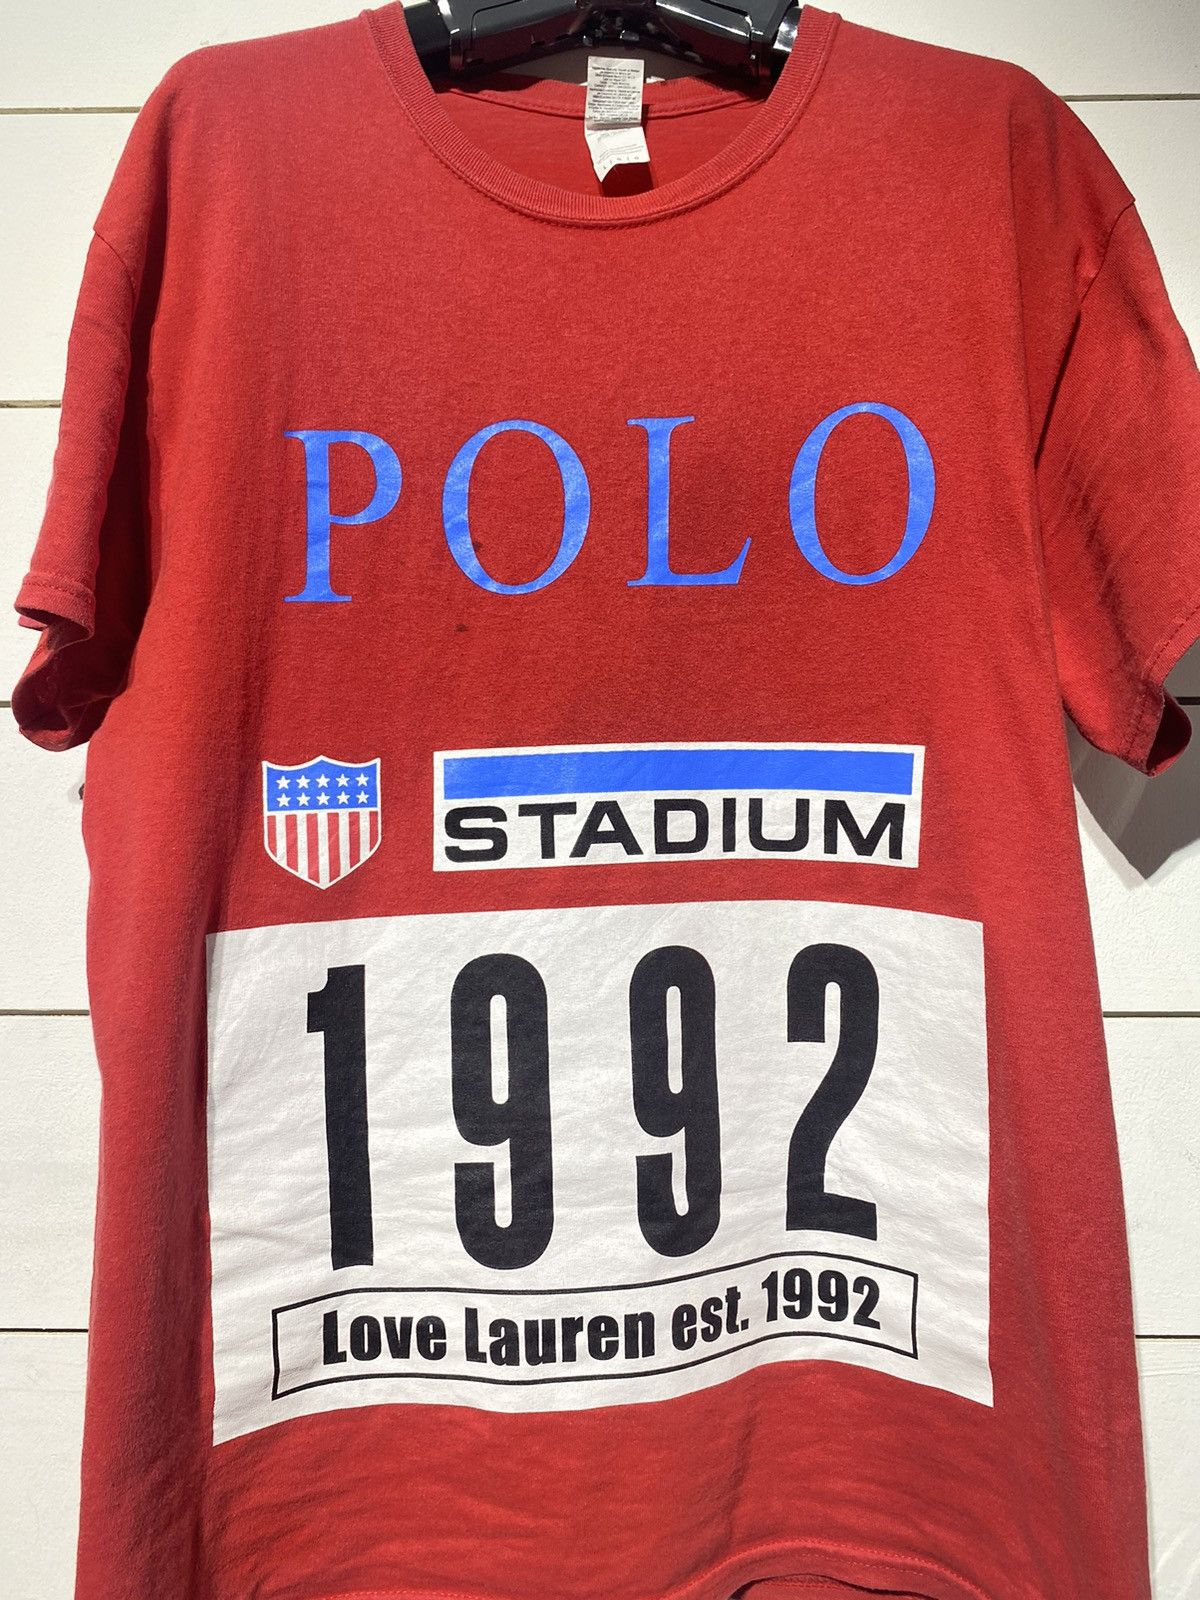 POLO
STADIUM
1992
Love Lauren est. 1992